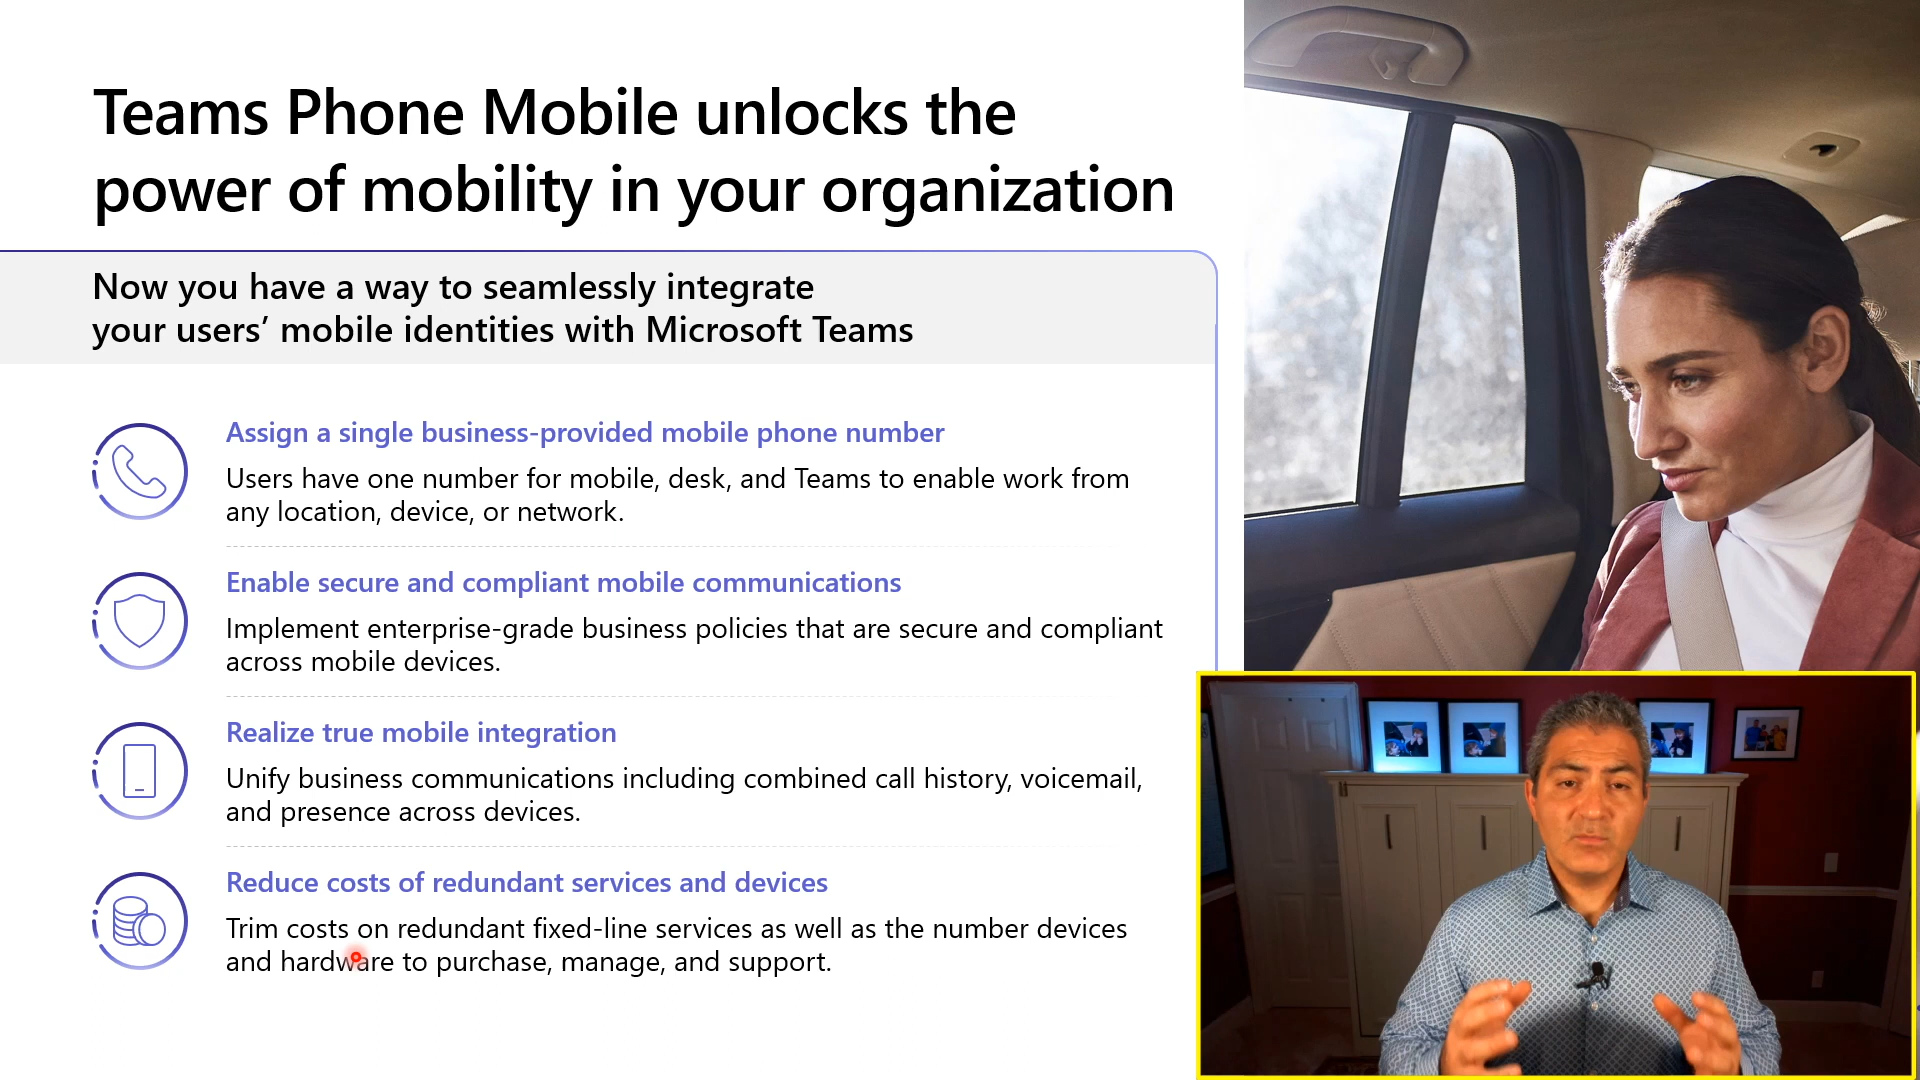 Teams Phone Mobile unlocks the
power of mobility in your organization
Now you have a way to seamlessly integrate
your users’ mobile identities with Microsoft Teams
Assign a single business-provided mobile phone number
Users have one number for mobile, desk, and Teams to enable work from
any location, device, or network.
Enable secure and compliant mobile communications
Implement enterprise-grade business policies that are secure and compliant
across mobile devices.
Realize true mobile integration
Unify business communications including combined call history, voicemail,
and presence across devices.
Reduce costs of redundant services and devices
Trim costs on redundant fixed-line services as well as the number devices
and hardware to purchase, manage, and support.